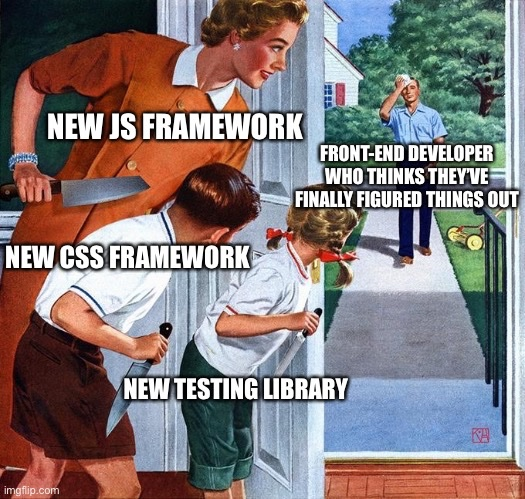 NEW JS FRAMEWORK
FRONT-END DEVELOPER
WHO THINKS THEY'VE
FINALLY FIGURED THINGS OUT
NEW CSS FRAMEWORK
NEW TESTING LIBRARY
imgflip.com